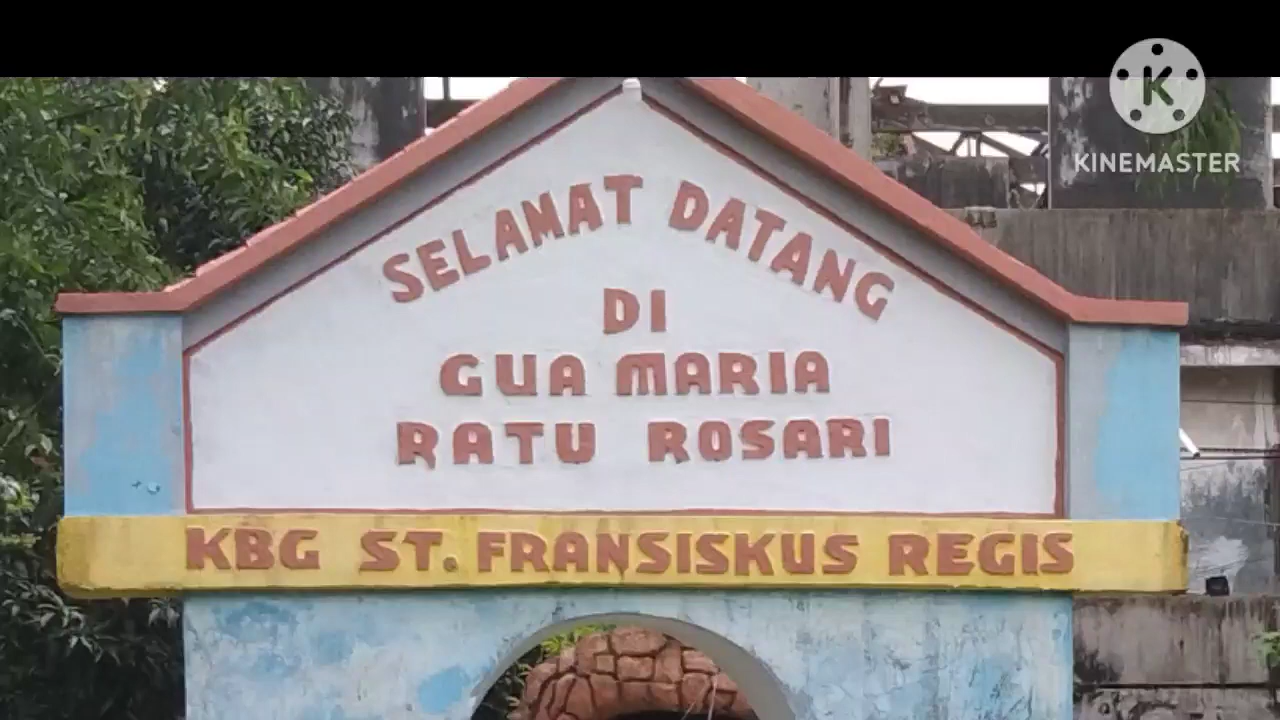 KINEMASTER
SELAMAT DATANG
DI
GUA MARIA
RATU ROSARI
KBG ST. FRANSISKUS REGIS